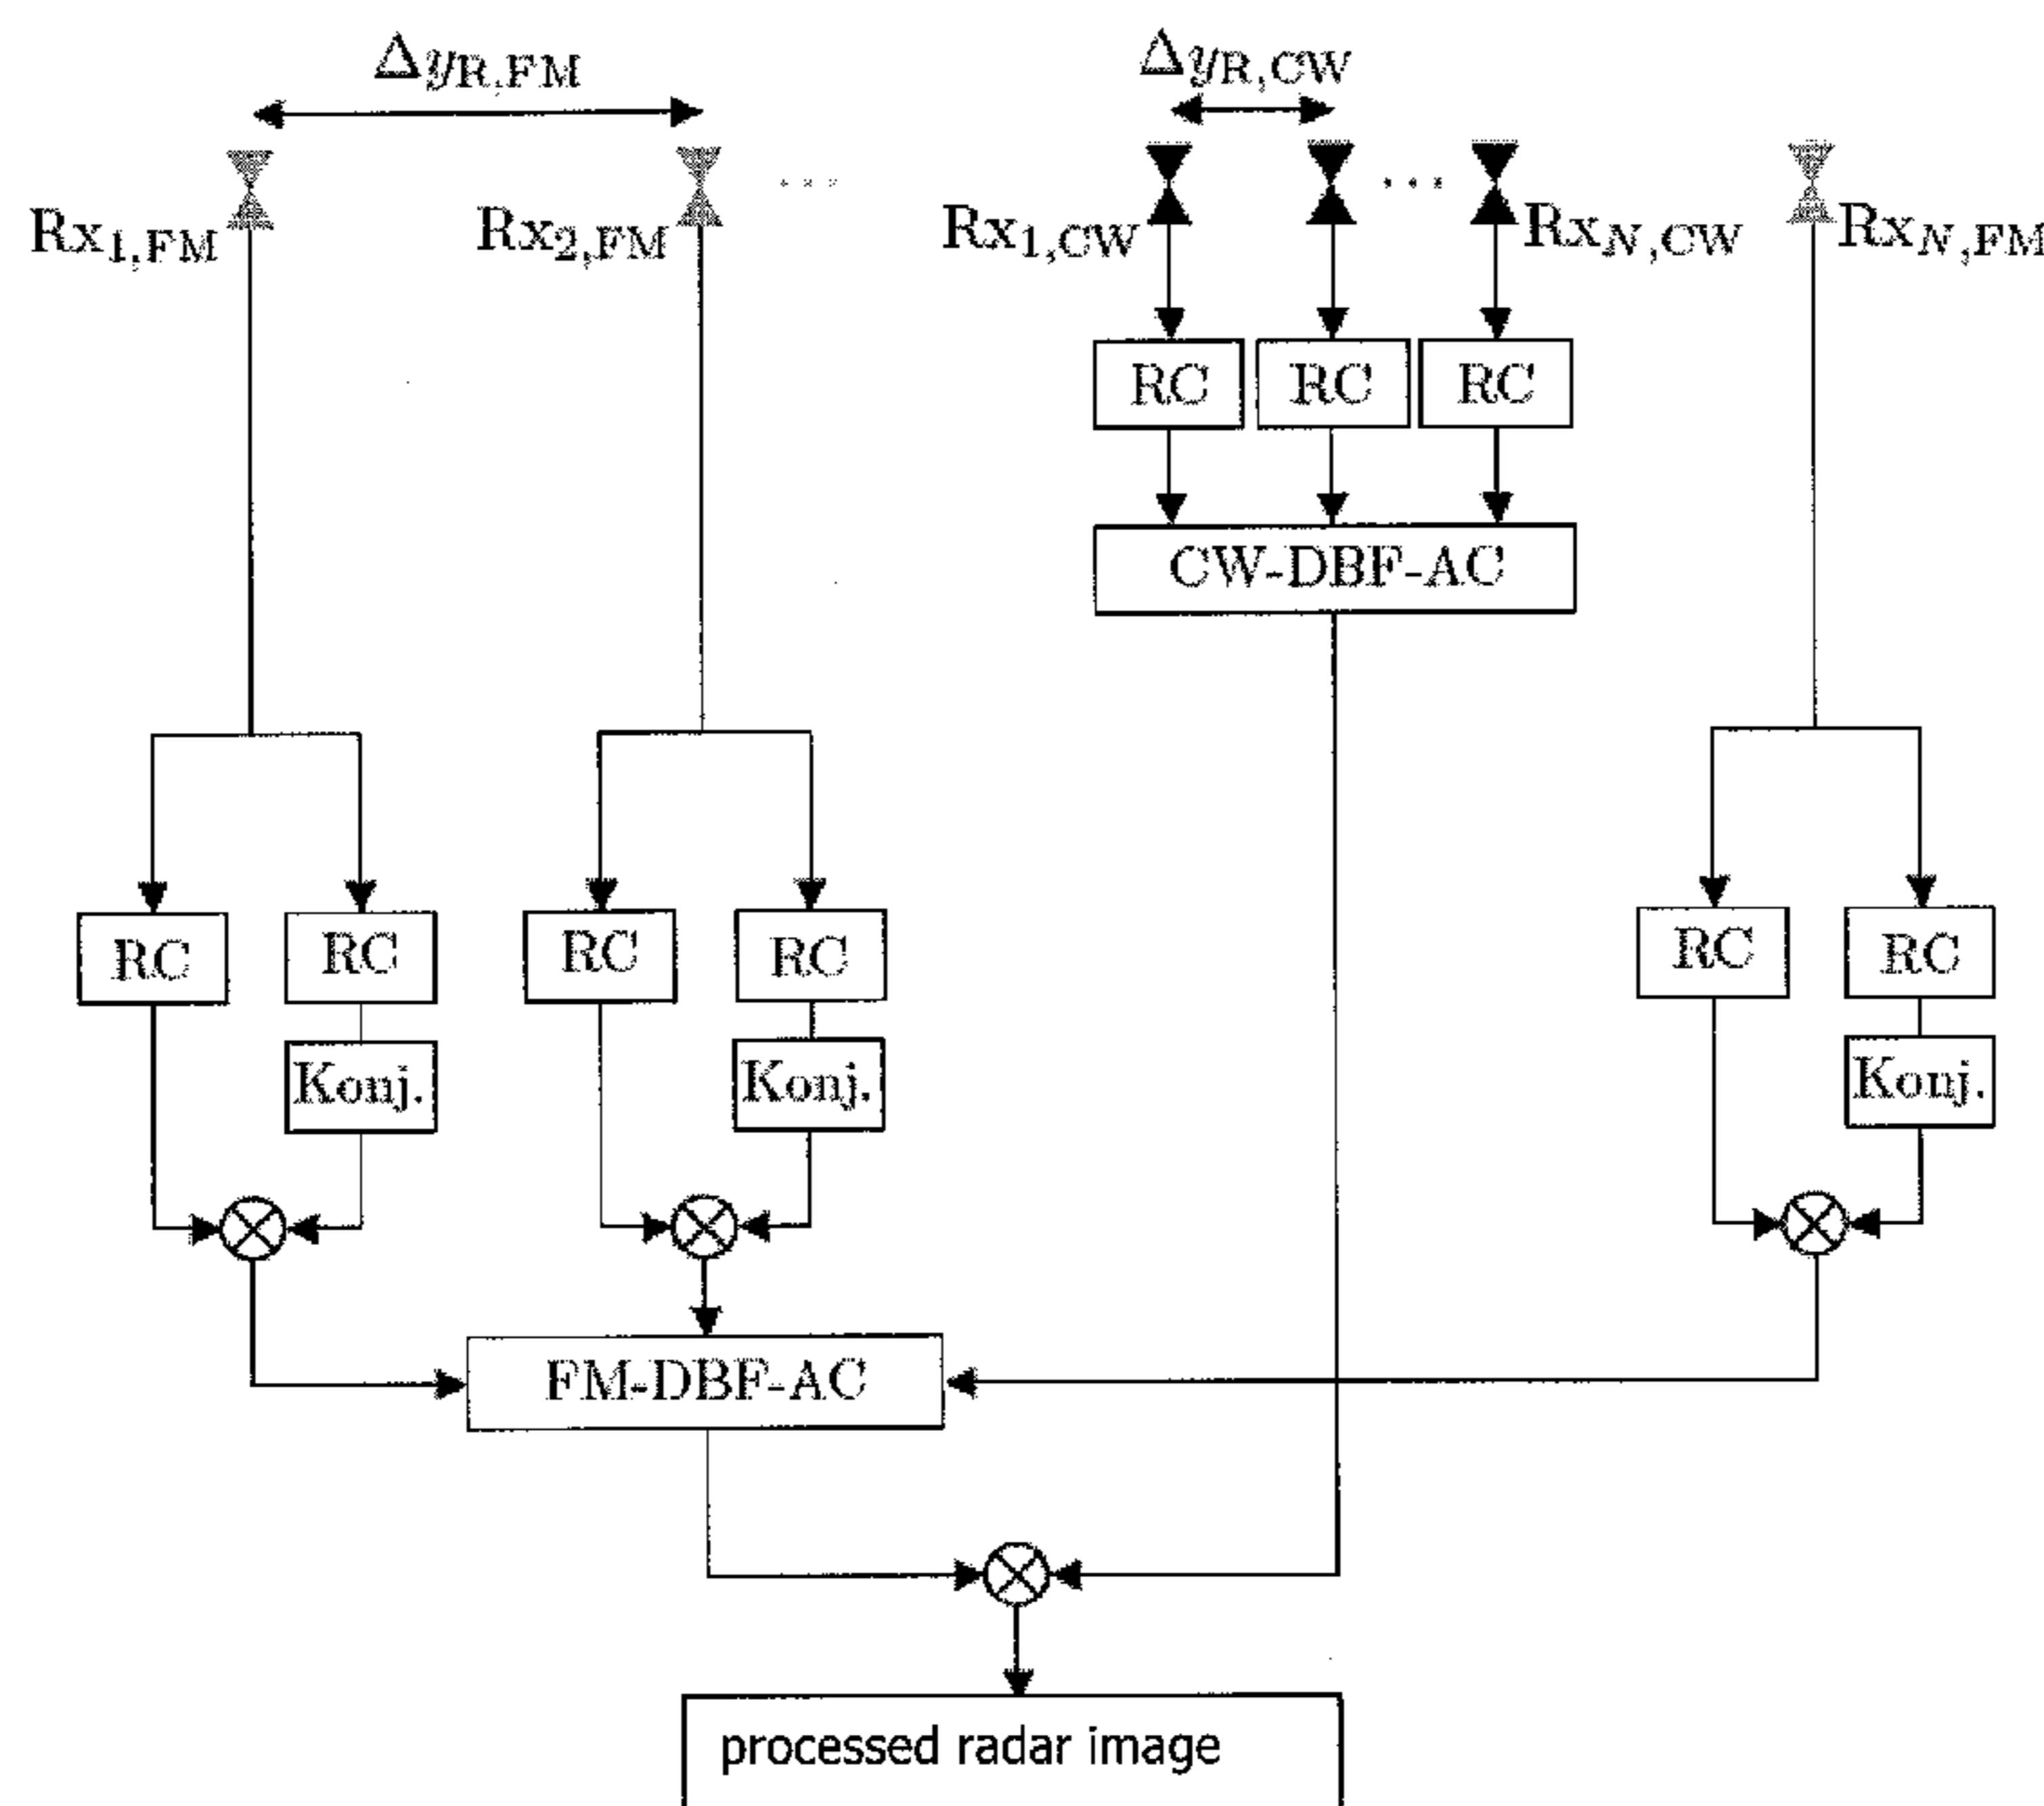 Δy_R,FM
Δy_R,CW
...
...
Rx_1,FM
Rx_2,FM
Rx_1,CW
Rx_N,CW
Rx_N,FM
RC
RC
RC
CW-DBF-AC
RC
RC
RC
RC
RC
RC
Konj.
Konj.
Konj.
FM-DBF-AC
processed radar image